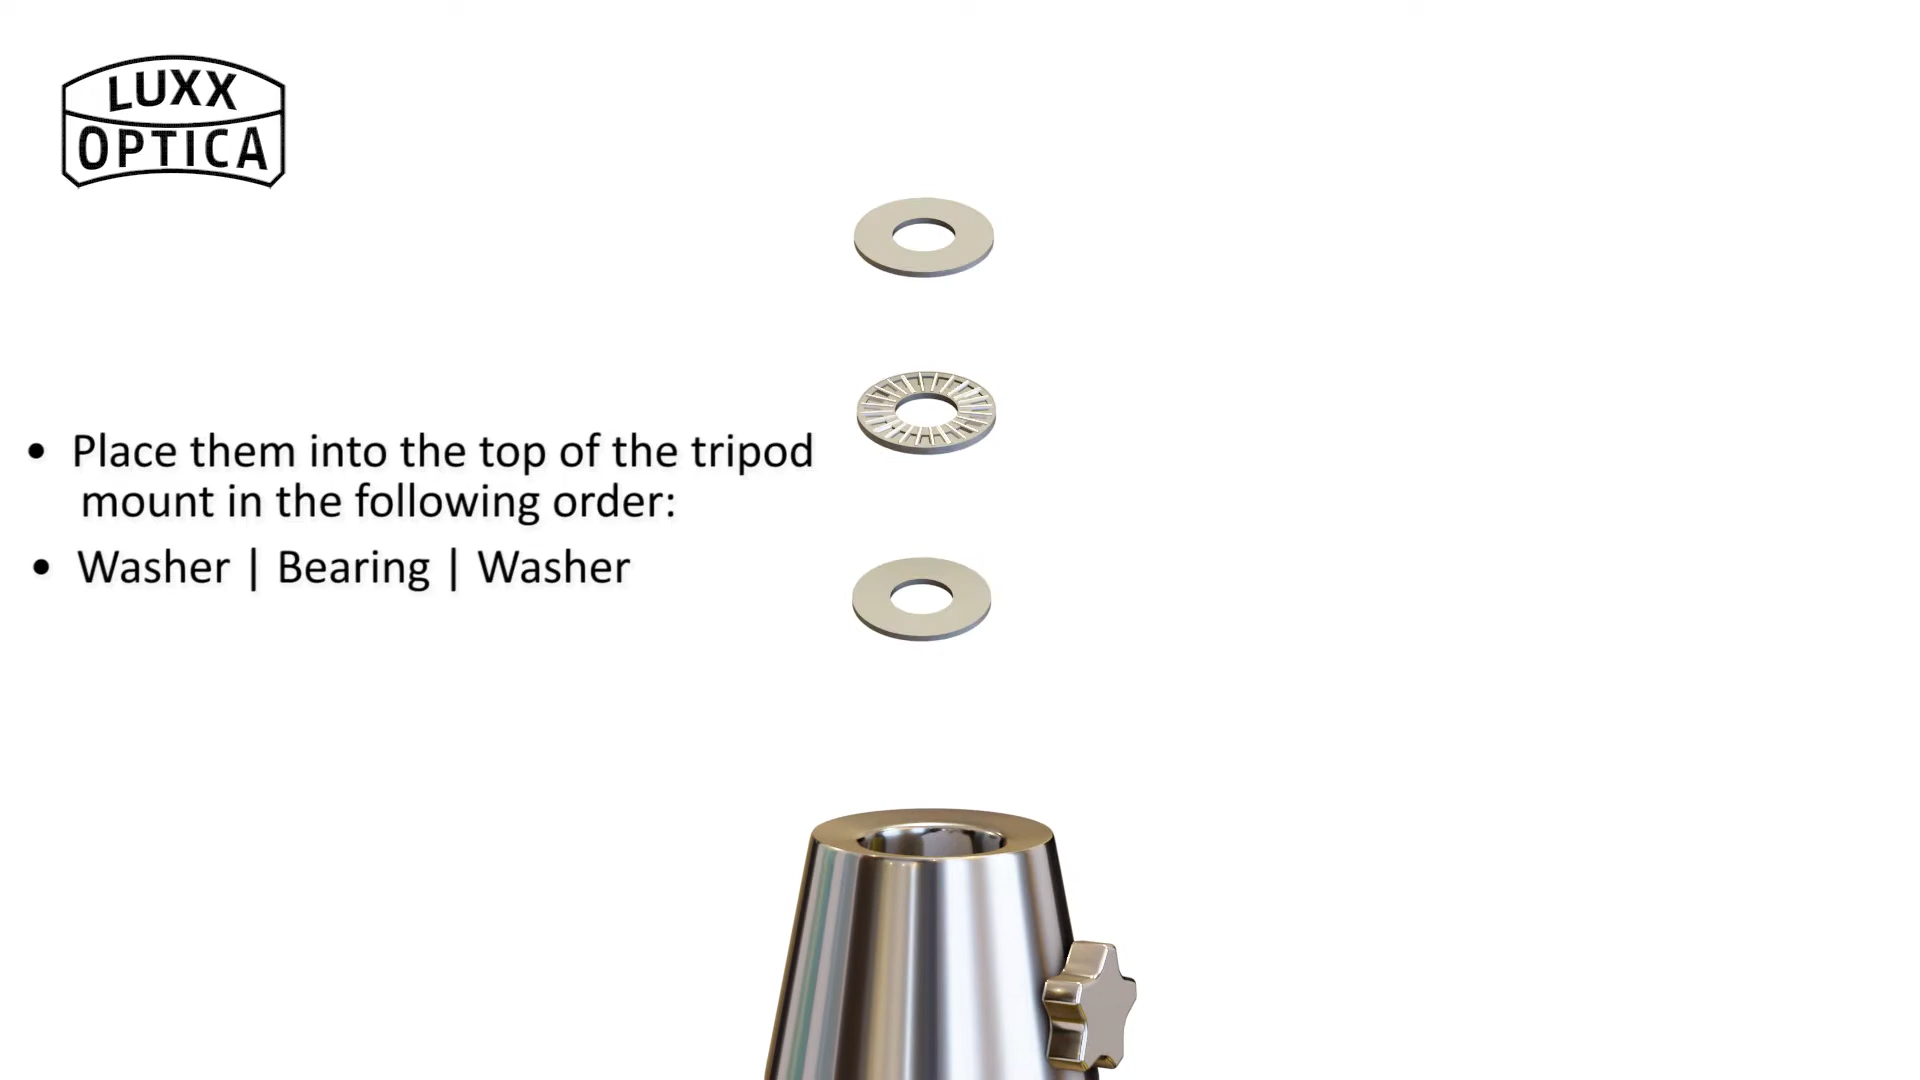 LUXX
OPTICA
• Place them into the top of the tripod
mount in the following order:
• Washer | Bearing | Washer